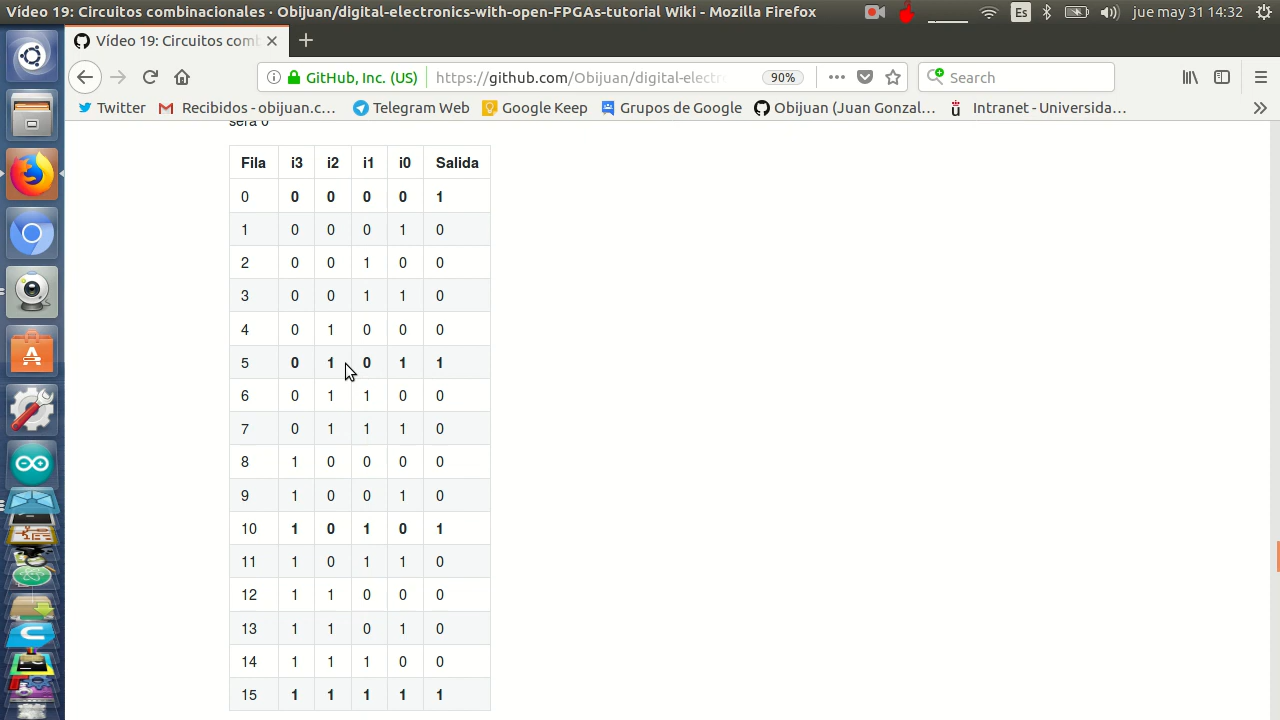 Vídeo 19: Circuitos combinacionales · Obijuan/digital-electronics-with-open-FPGAs-tutorial Wiki - Mozilla Firefox
Es
jue may 31 14:32
Vídeo 19: Circuitos comb
GitHub, Inc. (US)
https://github.com/Obijuan/digital-electr
90%
Search
Twitter
Recibidos - obijuan.c...
Telegram Web
Google Keep
Grupos de Google
Obijuan (Juan Gonzal...
Intranet - Universida...
será 0
Fila i3 i2 i1 i0 Salida
0 0 0 0 0 1
1 0 0 0 1 0
2 0 0 1 0 0
3 0 0 1 1 0
4 0 1 0 0 0
5 0 1 0 1 1
6 0 1 1 0 0
7 0 1 1 1 0
8 1 0 0 0 0
9 1 0 0 1 0
10 1 0 1 0 1
11 1 0 1 1 0
12 1 1 0 0 0
13 1 1 0 1 0
14 1 1 1 0 0
15 1 1 1 1 1